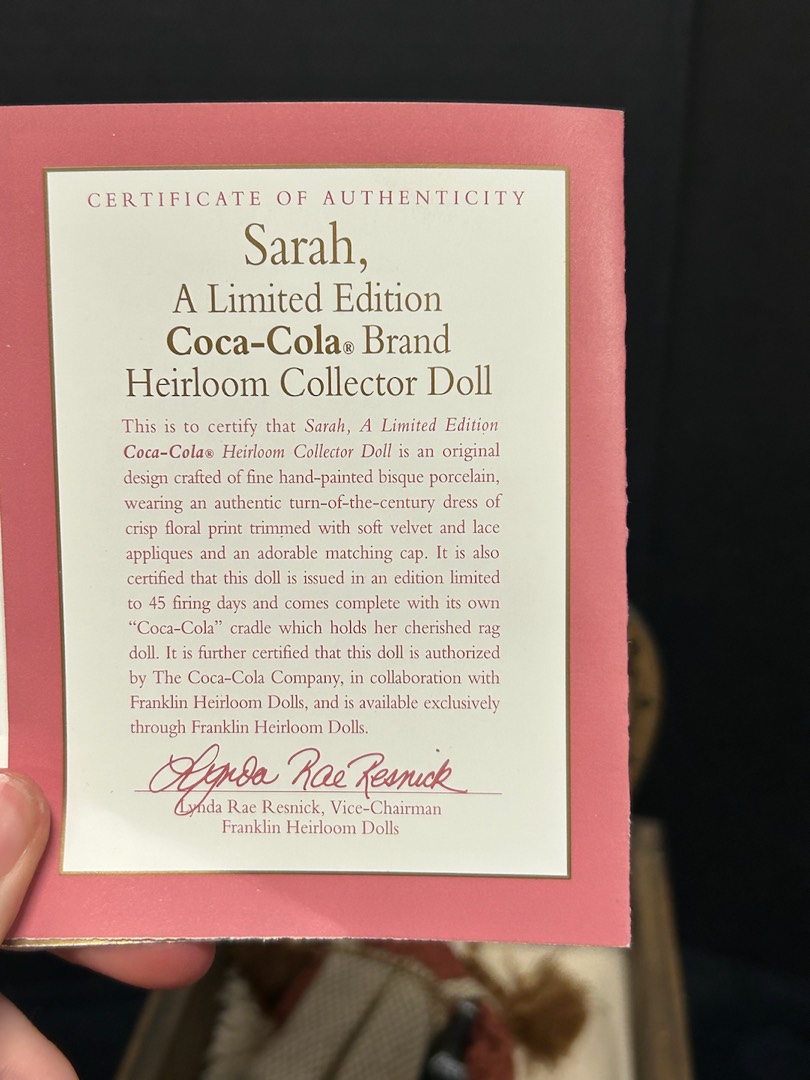 CERTIFICATE OF AUTHENTICITY
Sarah,
A Limited Edition
Coca-Cola® Brand
Heirloom Collector Doll
This is to certify that Sarah, A Limited Edition
Coca-Cola® Heirloom Collector Doll is an original
design crafted of fine hand-painted bisque porcelain,
wearing an authentic turn-of-the-century dress of
crisp floral print trimmed with soft velvet and lace
appliques and an adorable matching cap. It is also
certified that this doll is issued in an edition limited
to 45 firing days and comes complete with its own
“Coca-Cola” cradle which holds her cherished rag
doll. It is further certified that this doll is authorized
by The Coca-Cola Company, in collaboration with
Franklin Heirloom Dolls, and is available exclusively
through Franklin Heirloom Dolls.
Lynda Rae Resnick
Lynda Rae Resnick, Vice-Chairman
Franklin Heirloom Dolls